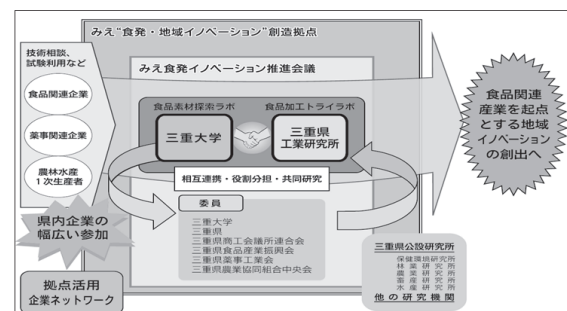 みえ“食発・地域イノベーション”創造拠点
技術相談、
試験利用など
食品関連企業
薬事関連企業
農林水産
1次生産者
県内企業の
幅広い参加
拠点活用
企業ネットワーク
みえ食発イノベーション推進会議
食品素材探索ラボ
食品加工トライラボ
三重大学
三重県
工業研究所
相互連携・役割分担・共同研究
委員
三重大学
三重県
三重県商工会議所連合会
三重県食品産業振興会
三重県薬事工業会
三重県農業協同組合中央会
食品関連
産業を起点
とする地域
イノベーション
の創出へ
三重県公設研究所
保健環境研究所
林業研究所
農業研究所
畜産研究所
水産研究所
他の研究機関